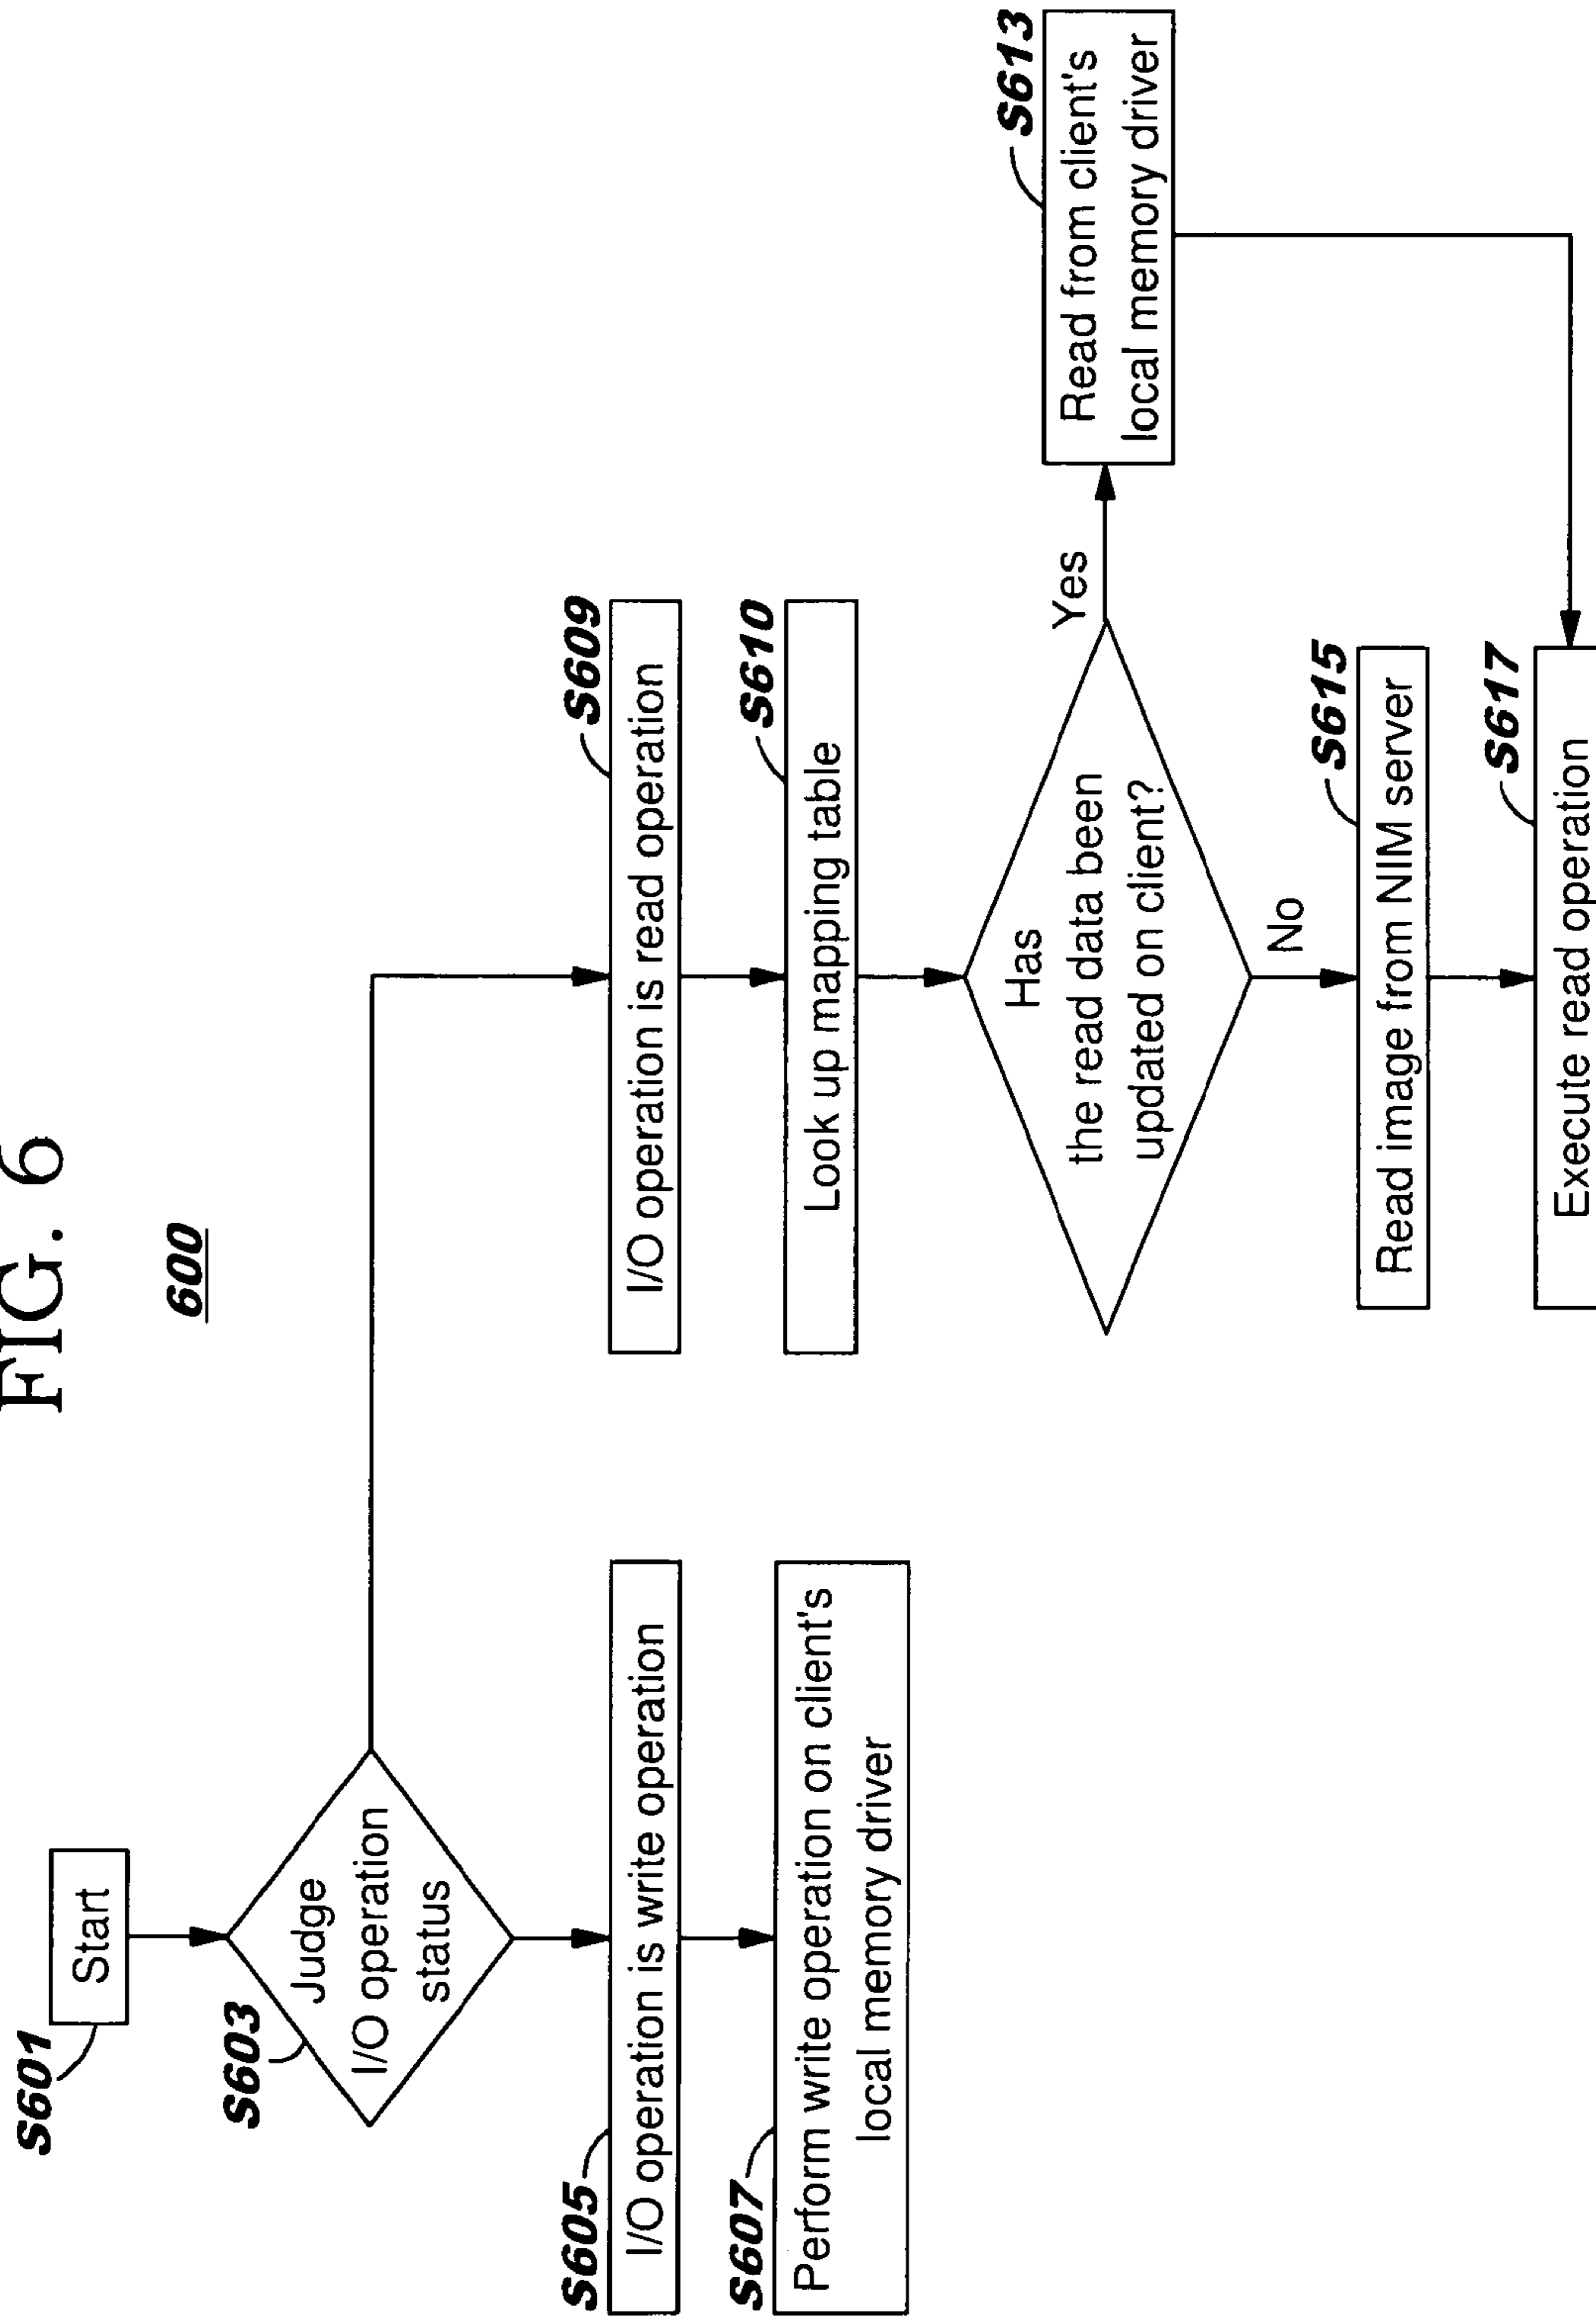 FIG. 6
600
S601
Start
S603
Judge
I/O operation
status
S605
I/O operation is write operation
S607
Perform write operation on client's
local memory driver
S609
I/O operation is read operation
S610
Look up mapping table
Has
the read data been
updated on client?
Yes
S613
Read from client's
local memory driver
No
S615
Read image from NIM server
S617
Execute read operation